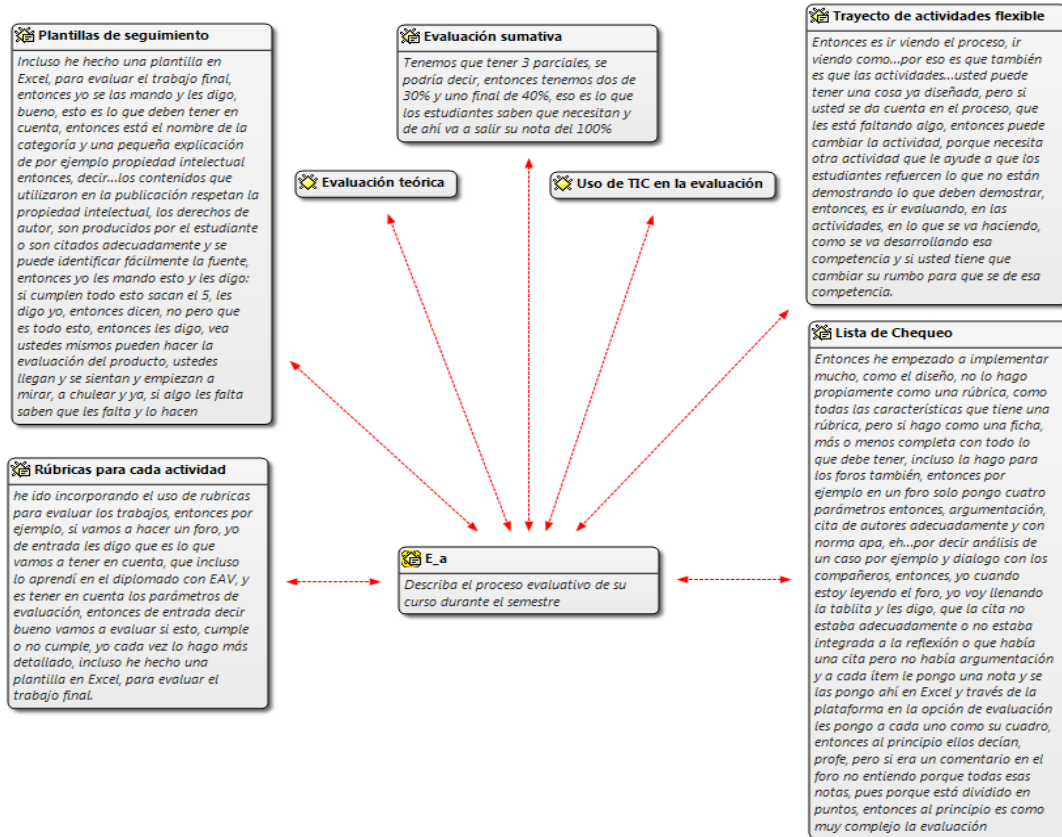 Plantillas de seguimiento
Incluso he hecho una plantilla en
Excel, para evaluar el trabajo final,
entonces yo se las mando y les digo,
bueno, esto es lo que deben tener en
cuenta, entonces está el nombre de la
categoría y una pequeña explicación
de por ejemplo propiedad intelectual
entonces, decir...los contenidos que
utilizaron en la publicación respetan la
propiedad intelectual, los derechos de
autor, son producidos por el estudiante
o son citados adecuadamente y se
puede identificar fácilmente la fuente,
entonces yo les mando esto y les digo:
si cumplen todo esto sacan el 5, les
digo yo, entonces dicen, no pero que
es todo esto, entonces les digo, vea
ustedes mismos pueden hacer la
evaluación del producto, ustedes
llegan y se sientan y empiezan a
mirar, a chulear y ya, si algo les falta
saben que les falta y lo hacen
Evaluación sumativa
Tenemos que tener 3 parciales, se
podría decir, entonces tenemos dos de
30% y uno final de 40%, eso es lo que
los estudiantes saben que necesitan y
de ahí va a salir su nota del 100%
Trayecto de actividades flexible
Entonces es ir viendo el proceso, ir
viendo como...por eso es que también
es que las actividades...usted puede
tener una cosa ya diseñada, pero si
usted se da cuenta en el proceso, que
les está faltando algo, entonces puede
cambiar la actividad, porque necesita
otra actividad que le ayude a que los
estudiantes refuercen lo que no están
demostrando lo que deben demostrar,
entonces, es ir evaluando, en las
actividades, en lo que se va haciendo,
como se va desarrollando esa
competencia y si usted tiene que
cambiar su rumbo para que se de esa
competencia.
Evaluación teórica
Uso de TIC en la evaluación
Lista de Chequeo
Entonces he empezado a implementar
mucho, como el diseño, no lo hago
propiamente como una rúbrica, como
todas las características que tiene una
rúbrica, pero si hago como una ficha,
más o menos completa con todo lo
que debe tener, incluso la hago para
los foros también, entonces por
ejemplo en un foro solo pongo cuatro
parámetros entonces, argumentación,
cita de autores adecuadamente y con
norma apa, eh...por decir análisis de
un caso por ejemplo y dialogo con los
compañeros, entonces, yo cuando
estoy leyendo el foro, yo voy llenando
la tablita y les digo, que la cita no
estaba adecuadamente o no estaba
integrada a la reflexión o que había
una cita pero no había argumentación
y a cada ítem le pongo una nota y se
las pongo ahí en Excel y través de la
plataforma en la opción de evaluación
les pongo a cada uno como su cuadro,
entonces al principio ellos decían,
profe, pero si era un comentario en el
foro no entiendo porque todas esas
notas, pues porque está dividido en
puntos, entonces al principio es como
muy complejo la evaluación
Rúbricas para cada actividad
he ido incorporando el uso de rubricas
para evaluar los trabajos, entonces por
ejemplo, si vamos a hacer un foro, yo
de entrada les digo que es lo que
vamos a tener en cuenta, que incluso
lo aprendí en el diplomado con EAV, y
es tener en cuenta los parámetros de
evaluación, entonces de entrada decir
bueno vamos a evaluar si esto, cumple
o no cumple, yo cada vez lo hago más
detallado, incluso he hecho una
plantilla en Excel, para evaluar el
trabajo final.
E_a
Describa el proceso evaluativo de su
curso durante el semestre